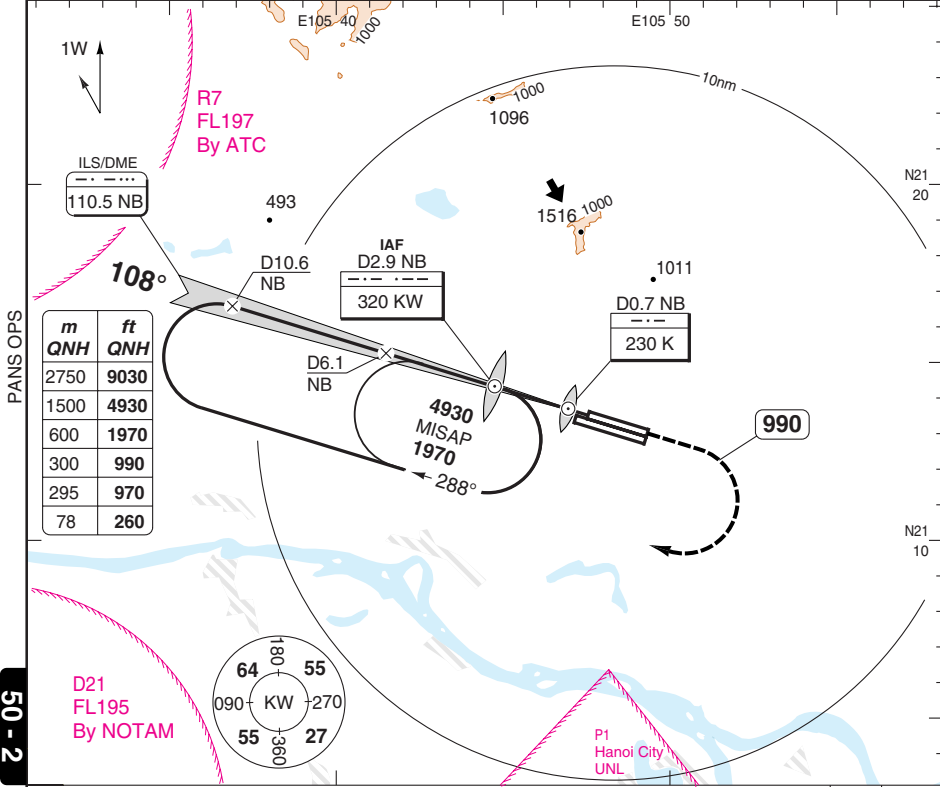 E105 40
E105 50
1W
1000
10nm
1000
1096
R7
FL197
By ATC
ILS/DME
110.5 NB
N21
20
493
1516
1000
1011
IAF
D2.9 NB
320 KW
D10.6
NB
108°
D0.7 NB
230 K
PANS OPS
m ft
QNH QNH
2750 9030
1500 4930
600 1970
300 990
295 970
78 260
D6.1
NB
4930
MISAP
1970
288°
990
N21
10
D21
FL195
By NOTAM
180
64 55
090 KW 270
55 27
360
P1
Hanoi City
UNL
50 - 2